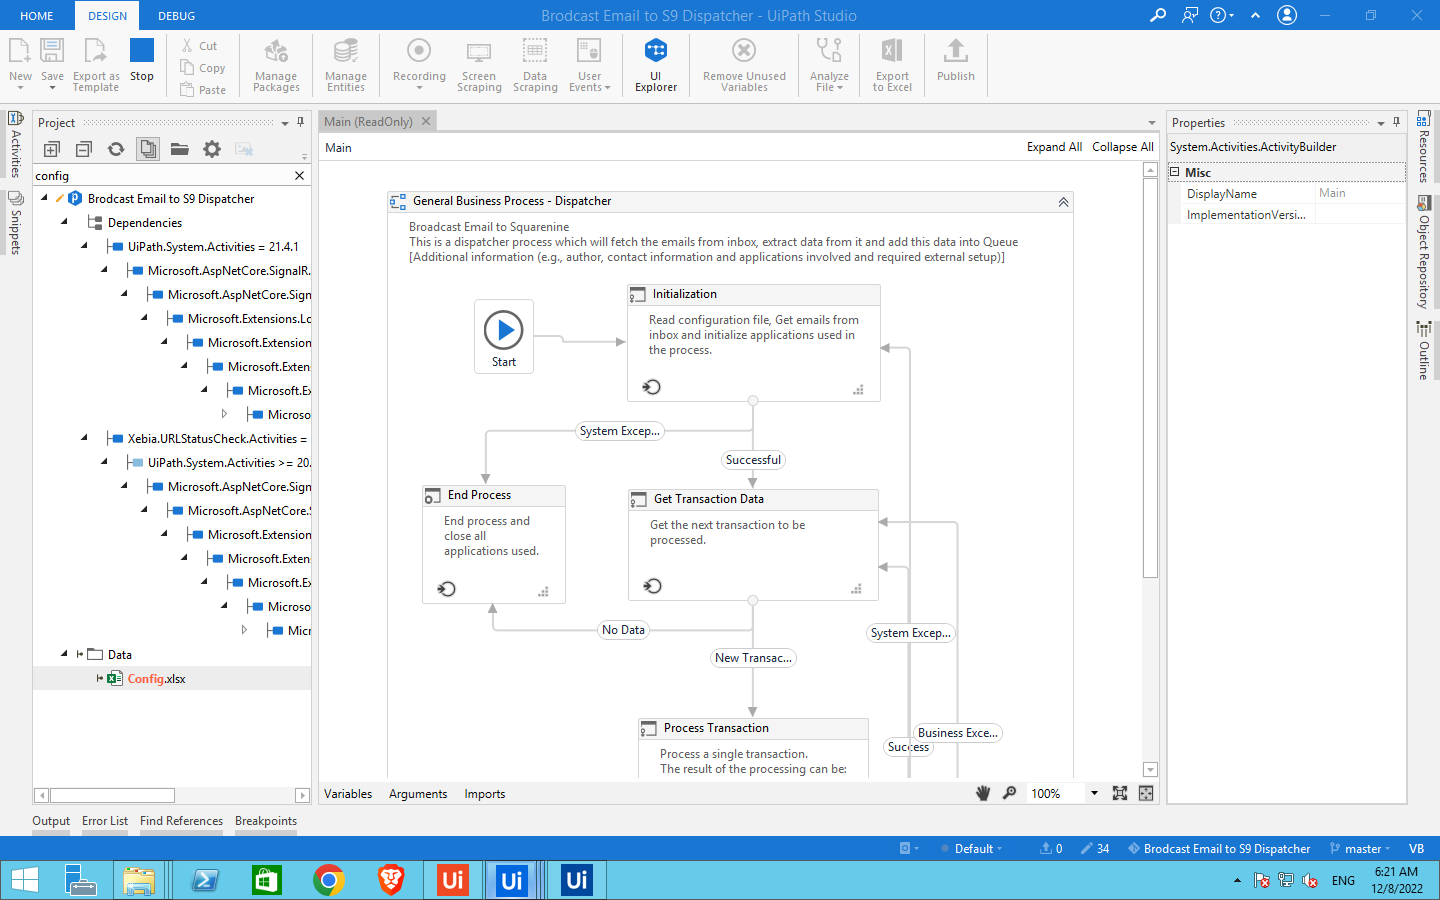 HOME
DESIGN
DEBUG
Brodcast Email to S9 Dispatcher - UiPath Studio
New
Save
Export as Template
Stop
Cut
Copy
Paste
Manage Packages
Manage Entities
Recording
Screen Scraping
Data Scraping
User Events
UI Explorer
Remove Unused Variables
Analyze File
Export to Excel
Publish
Activities
Snippets
Project
config
Brodcast Email to S9 Dispatcher
Dependencies
UiPath.System.Activities = 21.4.1
Microsoft.AspNetCore.SignalR.
Microsoft.AspNetCore.Sign
Microsoft.Extensions.Lo
Microsoft.Extension
Microsoft.Exten
Microsoft.Ex
Microso
Xebia.URLStatusCheck.Activities =
UiPath.System.Activities >= 20.
Microsoft.AspNetCore.Sign
Microsoft.AspNetCore.
Microsoft.Extension
Microsoft.Exten
Microsoft.Ex
Microso
Micr
Data
Config.xlsx
Main (ReadOnly)
Main
Expand All
Collapse All
General Business Process - Dispatcher
Broadcast Email to Squarenine
This is a dispatcher process which will fetch the emails from inbox, extract data from it and add this data into Queue
[Additional information (e.g., author, contact information and applications involved and required external setup)]
Start
Initialization
Read configuration file, Get emails from
inbox and initialize applications used in
the process.
System Excep...
Successful
End Process
End process and
close all
applications used.
Get Transaction Data
Get the next transaction to be
processed.
No Data
New Transac...
System Excep...
Business Exce...
Success
Process Transaction
Process a single transaction.
The result of the processing can be:
Variables
Arguments
Imports
100%
Properties
System.Activities.ActivityBuilder
Misc
DisplayName
Main
ImplementationVersi...
Resources
Object Repository
Outline
Output
Error List
Find References
Breakpoints
Default
0
34
Brodcast Email to S9 Dispatcher
master
VB
Ui
Ui
Ui
ENG
6:21 AM
12/8/2022